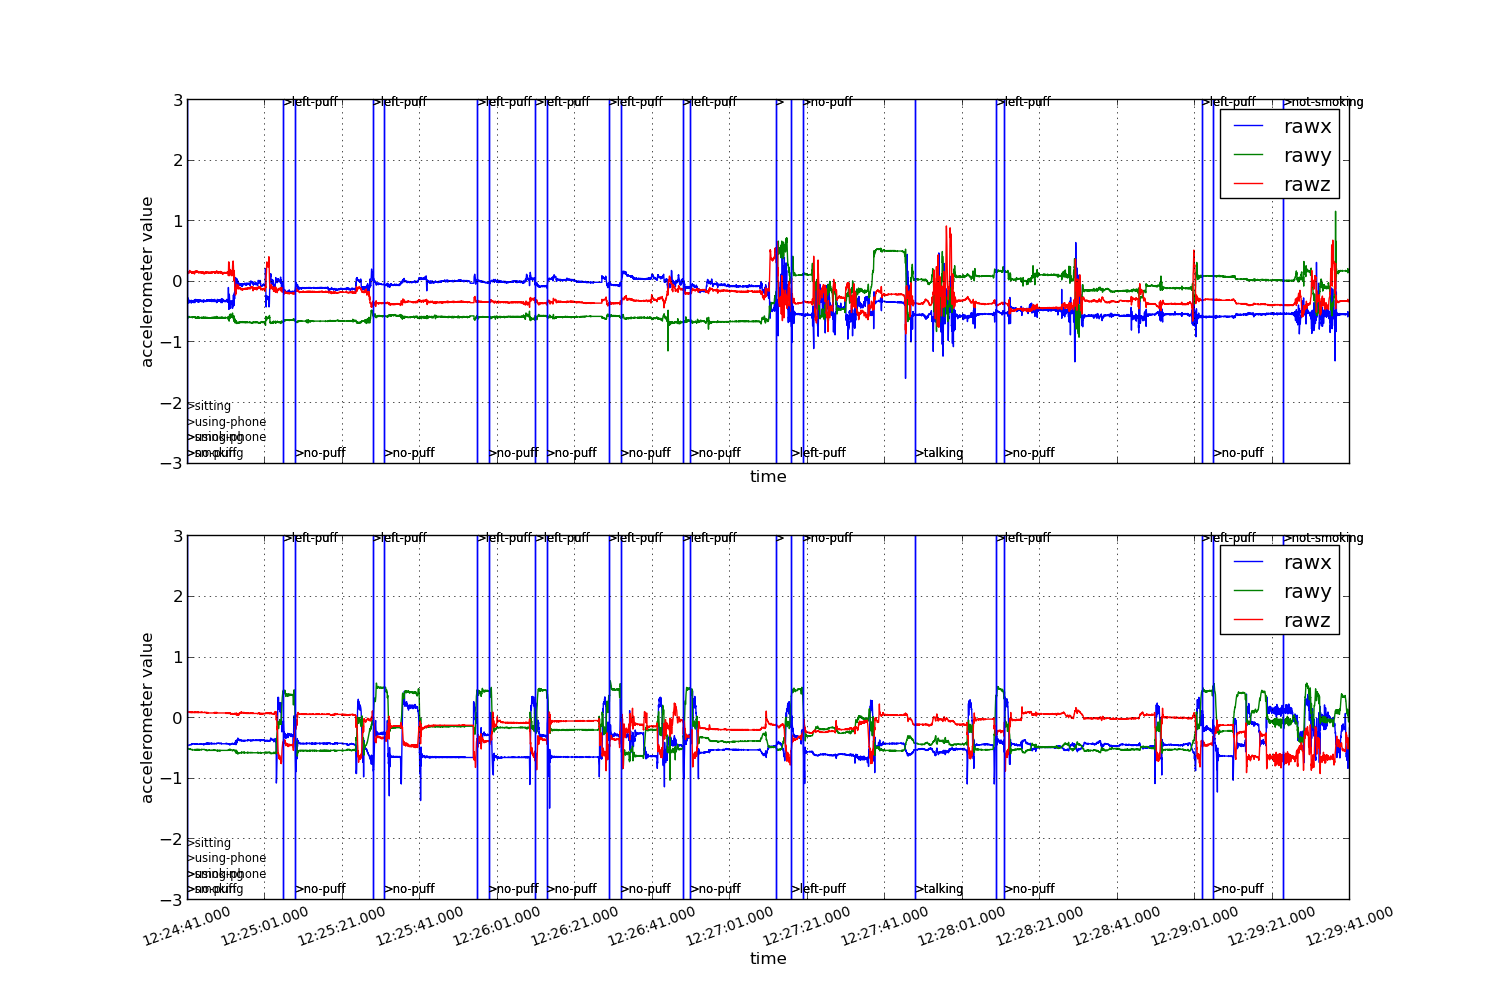 >left-puff >left-puff >left-puff >left-puff >left-puff >left-puff > >no-puff >left-puff >left-puff >not-smoking
3
2
1
0
−1
−2
−3
accelerometer value
rawx
rawy
rawz
>sitting
>using-phone
>using-phone
>smoking
>no-puff >no-puff >no-puff >no-puff >no-puff >no-puff >left-puff >talking >no-puff >no-puff
time
>left-puff >left-puff >left-puff >left-puff >left-puff >left-puff > >no-puff >left-puff >left-puff >not-smoking
3
2
1
0
−1
−2
−3
accelerometer value
rawx
rawy
rawz
>sitting
>using-phone
>using-phone
>smoking
>no-puff >no-puff >no-puff >no-puff >no-puff >no-puff >left-puff >talking >no-puff >no-puff
12:24:41.000 12:25:01.000 12:25:21.000 12:25:41.000 12:26:01.000 12:26:21.000 12:26:41.000 12:27:01.000 12:27:21.000 12:27:41.000 12:28:01.000 12:28:21.000 12:28:41.000 12:29:01.000 12:29:21.000 12:29:41.000
time